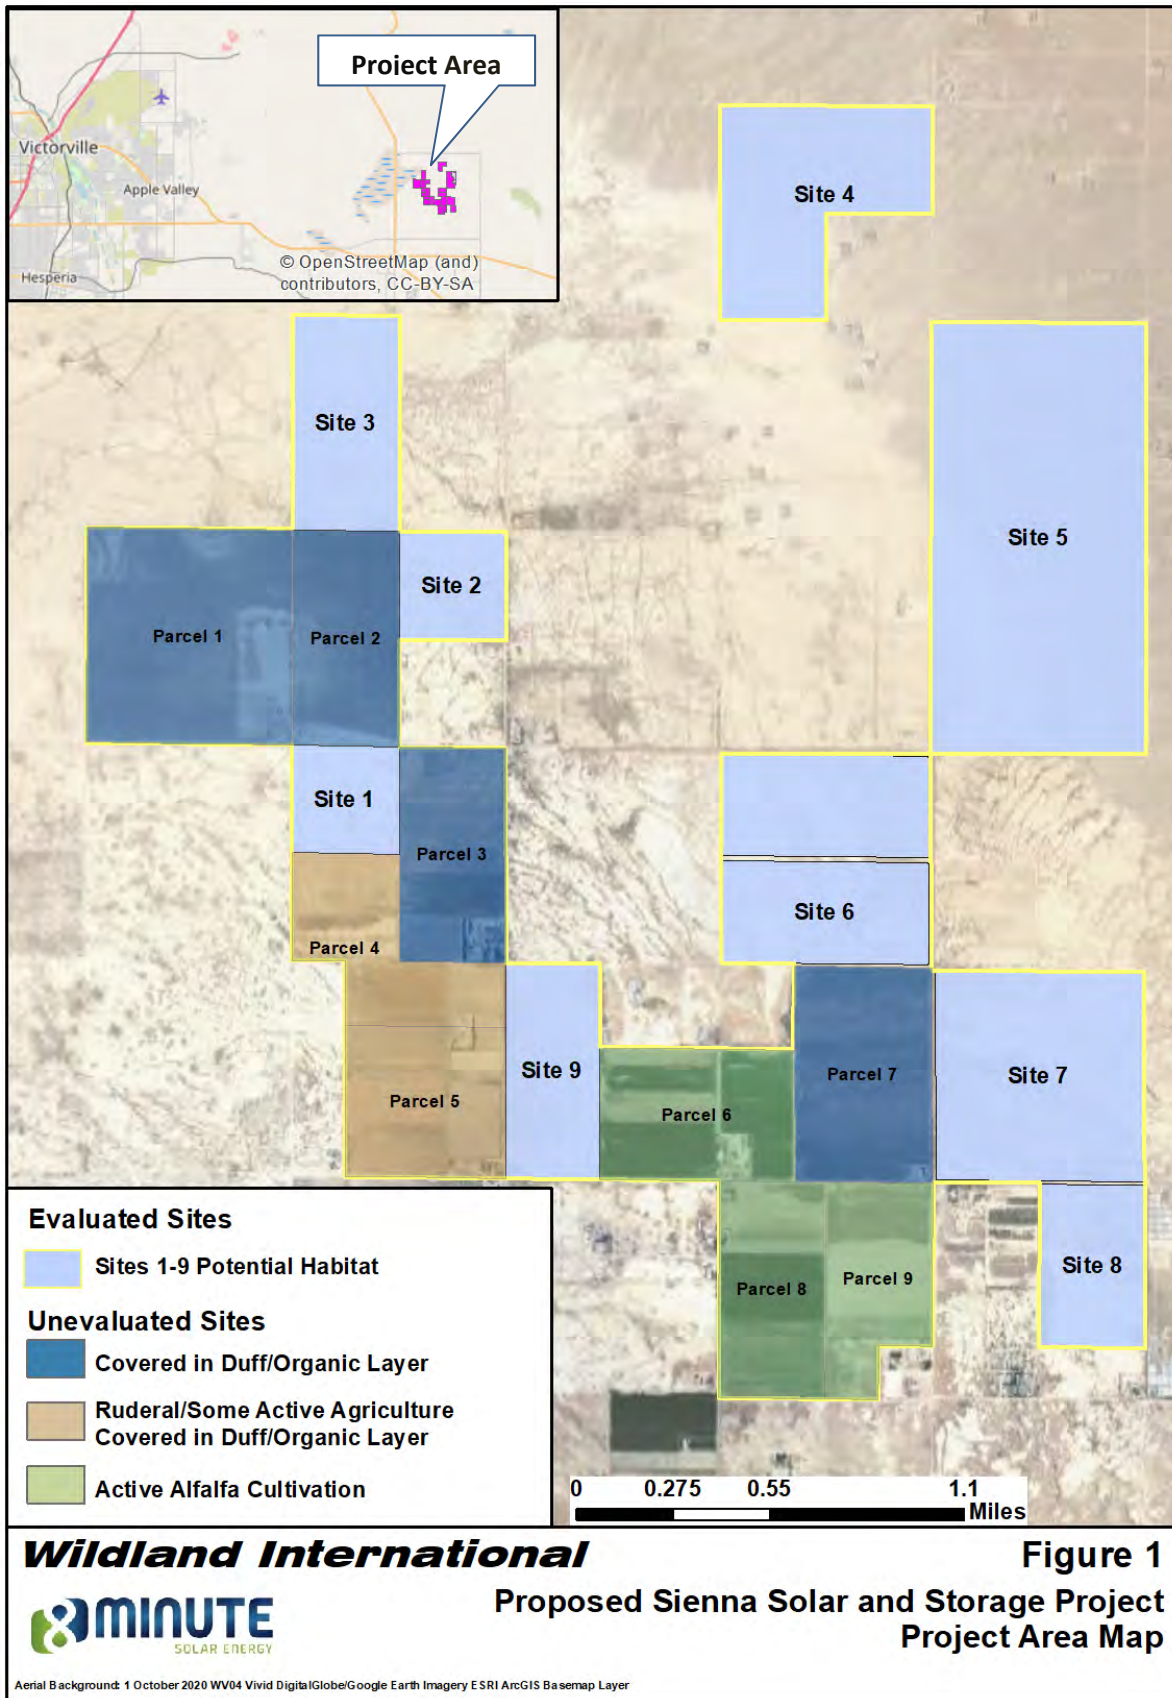 Project Area
Victorville
Apple Valley
Hesperia
© OpenStreetMap (and)
contributors, CC-BY-SA
Site 4
Site 3
Site 5
Site 2
Parcel 1
Parcel 2
Site 1
Parcel 3
Site 6
Parcel 4
Site 9
Parcel 7
Site 7
Parcel 5
Parcel 6
Site 8
Parcel 8
Parcel 9
Evaluated Sites
Sites 1-9 Potential Habitat
Unevaluated Sites
Covered in Duff/Organic Layer
Ruderal/Some Active Agriculture
Covered in Duff/Organic Layer
Active Alfalfa Cultivation
0 0.275 0.55 1.1
Miles
Wildland International
Figure 1
8MINUTE
SOLAR ENERGY
Proposed Sienna Solar and Storage Project
Project Area Map
Aerial Background: 1 October 2020 WV04 Vivid DigitalGlobe/Google Earth Imagery ESRI ArcGIS Basemap Layer